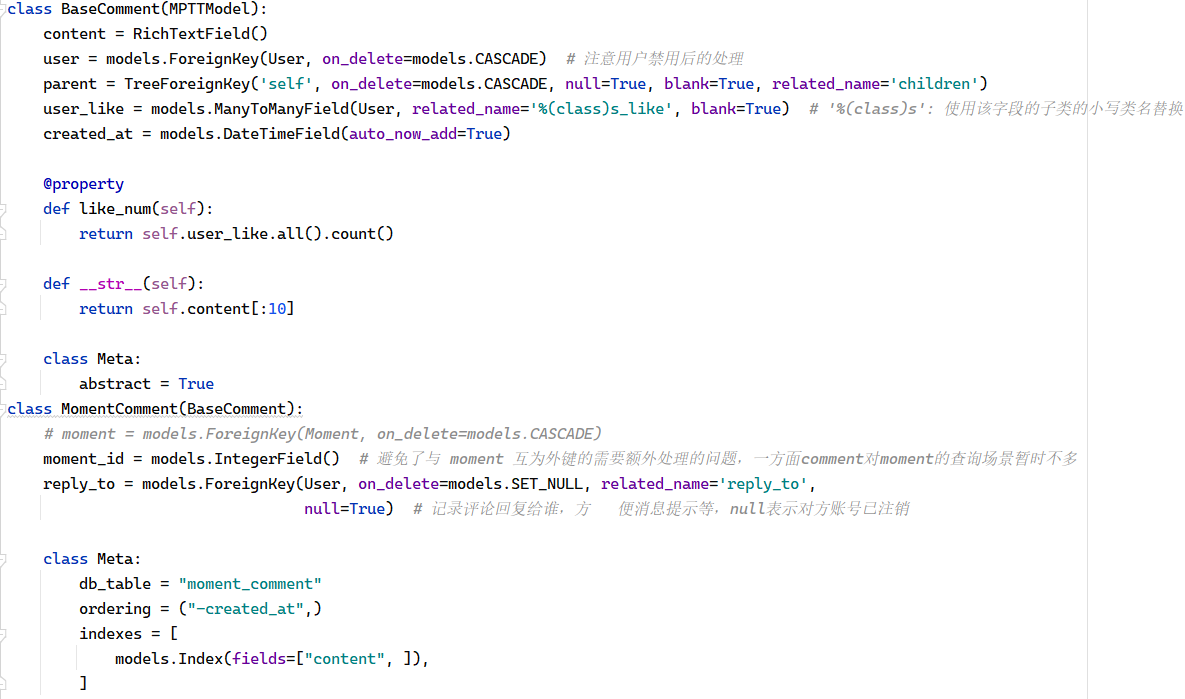 class BaseComment(MPTTModel):
    content = RichTextField()
    user = models.ForeignKey(User, on_delete=models.CASCADE)  # 注意用户禁用后的处理
    parent = TreeForeignKey('self', on_delete=models.CASCADE, null=True, blank=True, related_name='children')
    user_like = models.ManyToManyField(User, related_name='%(class)s_like', blank=True)  # '%(class)s': 使用该字段的子类的小写类名替换
    created_at = models.DateTimeField(auto_now_add=True)
    @property
    def like_num(self):
        return self.user_like.all().count()
    def __str__(self):
        return self.content[:10]
    class Meta:
        abstract = True
class MomentComment(BaseComment):
    # moment = models.ForeignKey(Moment, on_delete=models.CASCADE)
    moment_id = models.IntegerField()  # 避免了与 moment 互为外键的需要额外处理的问题，一方面comment对moment的查询场景暂时不多
    reply_to = models.ForeignKey(User, on_delete=models.SET_NULL, related_name='reply_to',
                                 null=True)  # 记录评论回复给谁，方   便消息提示等，null表示对方账号已注销
    class Meta:
        db_table = "moment_comment"
        ordering = ("-created_at",)
        indexes = [
            models.Index(fields=["content", ]),
        ]